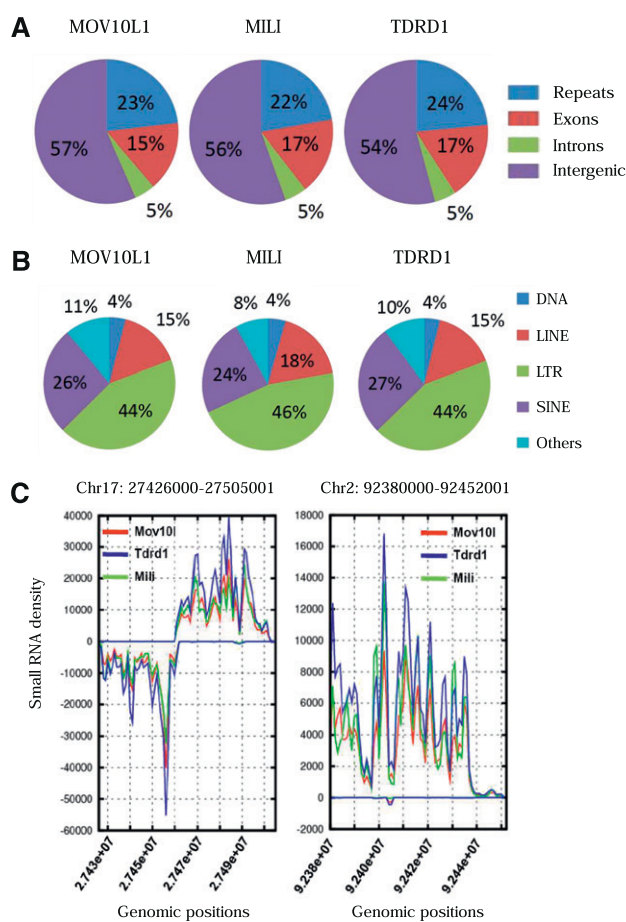 A
MOV10L1
MILI
TDRD1
23%
15%
57%
5%
22%
17%
56%
5%
24%
17%
54%
5%
Repeats
Exons
Introns
Intergenic
B
MOV10L1
MILI
TDRD1
11%
4%
15%
26%
44%
8%
4%
18%
24%
46%
10%
4%
15%
27%
44%
DNA
LINE
LTR
SINE
Others
C
Chr17: 27426000-27505001
Chr2: 92380000-92452001
Small RNA density
40000
30000
20000
10000
0
-10000
-20000
-30000
-40000
-50000
-60000
Mov10l
Tdrd1
Mili
2.743e+07
2.745e+07
2.747e+07
2.749e+07
Genomic positions
18000
16000
14000
12000
10000
8000
6000
4000
2000
0
-2000
Mov10l
Tdrd1
Mili
9.238e+07
9.240e+07
9.242e+07
9.244e+07
Genomic positions